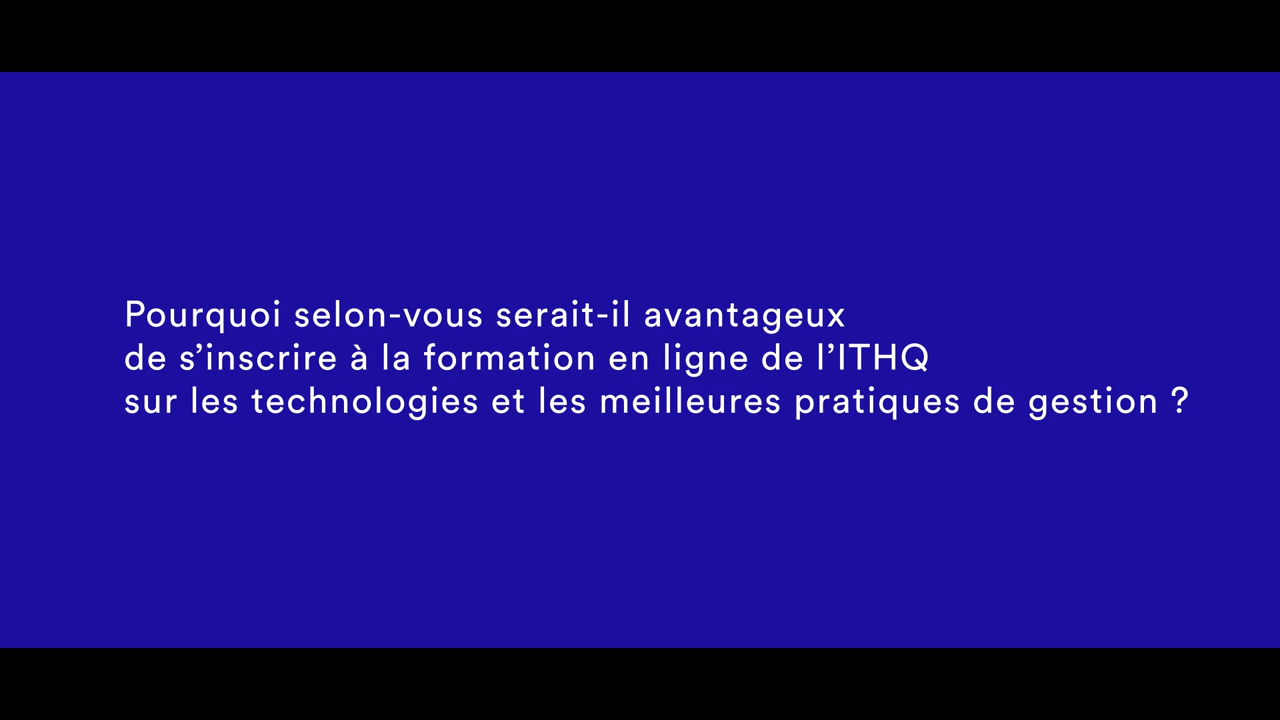 Pourquoi selon-vous serait-il avantageux
de s’inscrire à la formation en ligne de l’ITHQ
sur les technologies et les meilleures pratiques de gestion ?